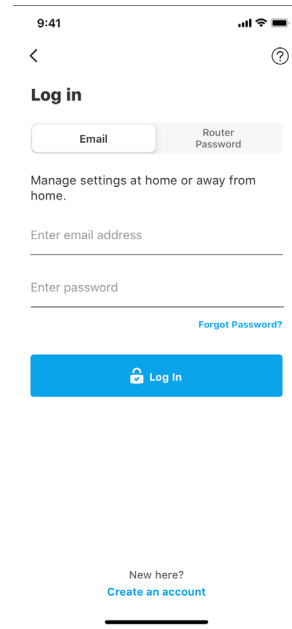 9:41
Log in
Email
Router
Password
Manage settings at home or away from
home.
Enter email address
Enter password
Forgot Password?
Log In
New here?
Create an account